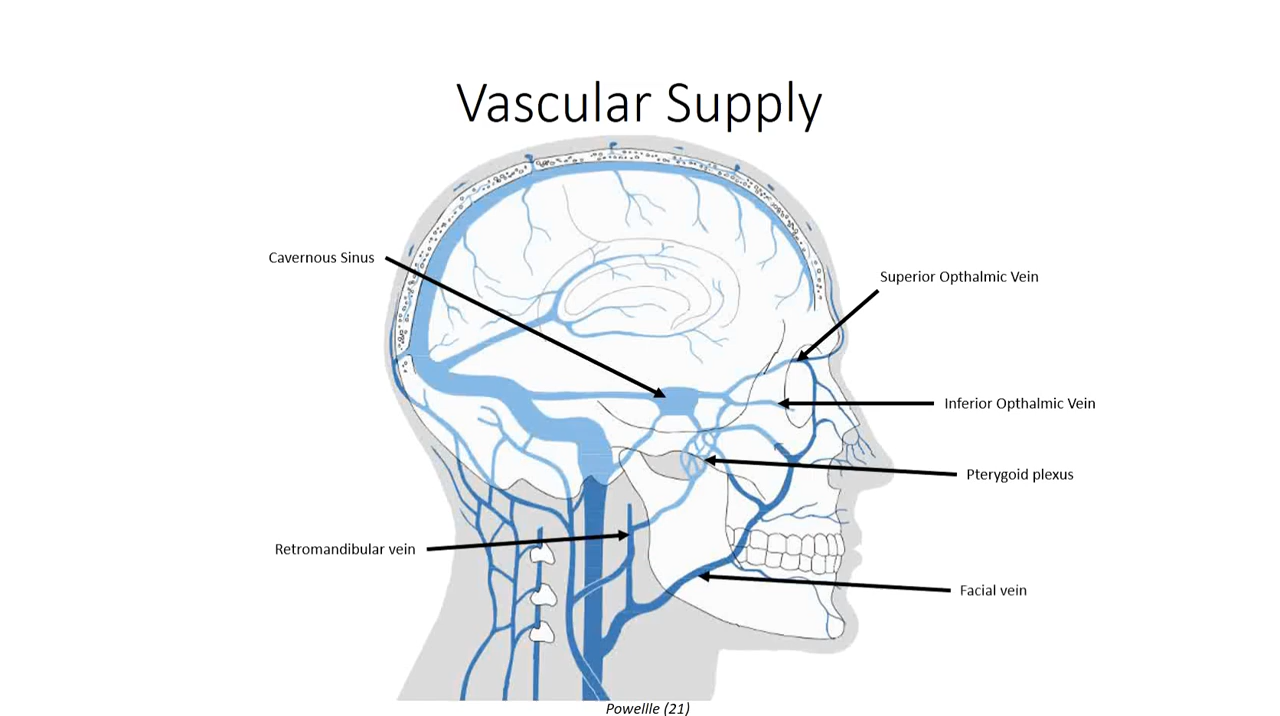 Vascular Supply
Cavernous Sinus
Superior Opthalmic Vein
Inferior Opthalmic Vein
Pterygoid plexus
Retromandibular vein
Facial vein
Powellle (21)